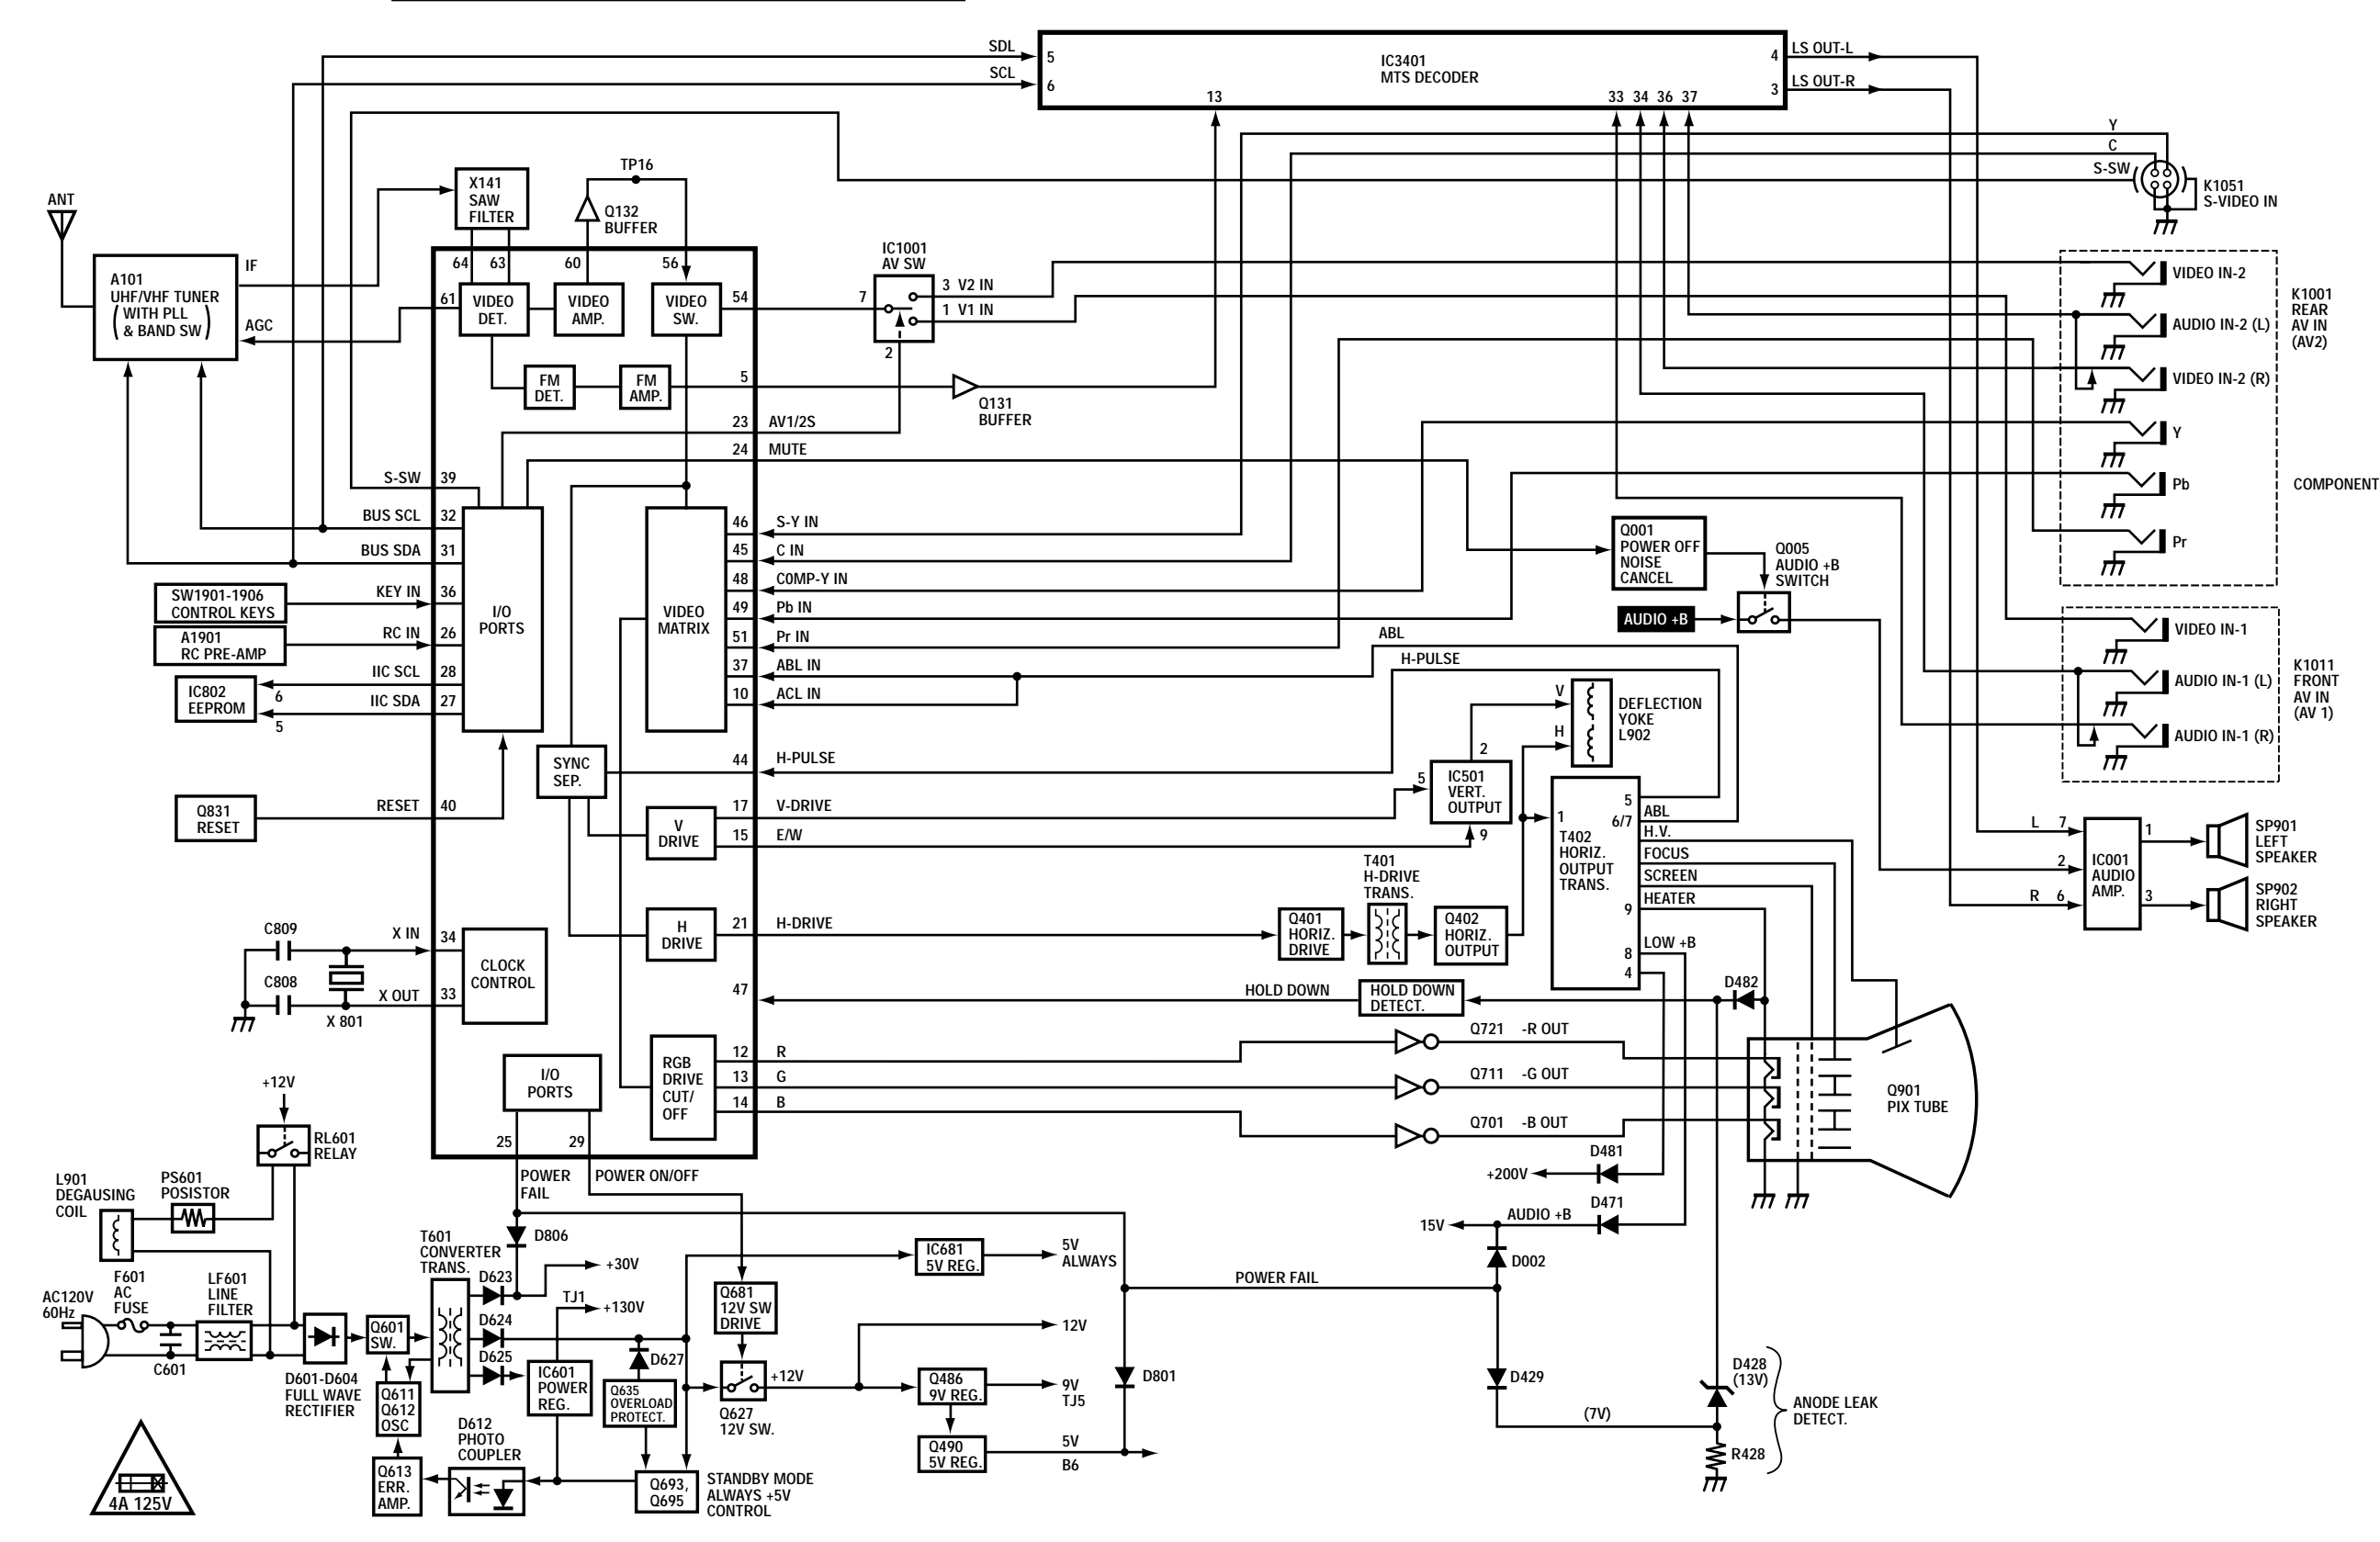 SDL
SCL
5
6
IC3401
MTS DECODER
13
33 34 36 37
4
3
LS OUT-L
LS OUT-R
Y
C
S-SW
K1051
S-VIDEO IN
ANT
A101
UHF/VHF TUNER
WITH PLL
& BAND SW
IF
AGC
X141
SAW
FILTER
TP16
Q132
BUFFER
64
63
60
56
61
VIDEO
DET.
VIDEO
AMP.
VIDEO
SW.
54
FM
DET.
FM
AMP.
5
IC1001
AV SW
7
3 V2 IN
1 V1 IN
2
Q131
BUFFER
23
AV1/2S
24
MUTE
VIDEO IN-2
AUDIO IN-2 (L)
VIDEO IN-2 (R)
Y
Pb
Pr
K1001
REAR
AV IN
(AV2)
COMPONENT
VIDEO IN-1
AUDIO IN-1 (L)
AUDIO IN-1 (R)
K1011
FRONT
AV IN
(AV 1)
S-SW
39
BUS SCL
32
BUS SDA
31
SW1901-1906
CONTROL KEYS
KEY IN
36
A1901
RC PRE-AMP
RC IN
26
IC802
EEPROM
6
5
IIC SCL
28
IIC SDA
27
I/O
PORTS
VIDEO
MATRIX
46
S-Y IN
45
C IN
48
COMP-Y IN
49
Pb IN
51
Pr IN
37
ABL IN
10
ACL IN
Q001
POWER OFF
NOISE
CANCEL
Q005
AUDIO +B
SWITCH
AUDIO +B
ABL
H-PULSE
V
H
DEFLECTION
YOKE
L902
SYNC
SEP.
44
H-PULSE
Q831
RESET
RESET
40
V
DRIVE
17
V-DRIVE
15
E/W
5
2
IC501
VERT.
OUTPUT
9
1
T402
HORIZ.
OUTPUT
TRANS.
5
6/7
ABL
H.V.
FOCUS
SCREEN
9
HEATER
8
LOW +B
4
L
7
2
R
6
IC001
AUDIO
AMP.
1
3
SP901
LEFT
SPEAKER
SP902
RIGHT
SPEAKER
H
DRIVE
21
H-DRIVE
Q401
HORIZ.
DRIVE
T401
H-DRIVE
TRANS.
Q402
HORIZ.
OUTPUT
C809
C808
X 801
X IN
34
X OUT
33
CLOCK
CONTROL
47
HOLD DOWN
HOLD DOWN
DETECT.
D482
I/O
PORTS
25
29
RGB
DRIVE
CUT/
OFF
12
R
13
G
14
B
Q721
-R OUT
Q711
-G OUT
Q701
-B OUT
Q901
PIX TUBE
+12V
RL601
RELAY
L901
DEGAUSING
COIL
PS601
POSISTOR
POWER
FAIL
POWER ON/OFF
D481
+200V
D471
15V
AUDIO +B
D002
D806
T601
CONVERTER
TRANS.
D623
+30V
TJ1
+130V
D624
D625
IC601
POWER
REG.
D627
Q635
OVERLOAD
PROTECT.
IC681
5V REG.
5V
ALWAYS
Q681
12V SW
DRIVE
Q627
12V SW.
+12V
12V
Q486
9V REG.
9V
TJ5
Q490
5V REG.
5V
B6
POWER FAIL
D801
D429
(7V)
D428
(13V)
R428
ANODE LEAK
DETECT.
AC120V
60Hz
F601
AC
FUSE
C601
LF601
LINE
FILTER
D601-D604
FULL WAVE
RECTIFIER
Q601
SW.
Q611
Q612
OSC
Q613
ERR.
AMP.
D612
PHOTO
COUPLER
Q693,
Q695
STANDBY MODE
ALWAYS +5V
CONTROL
4A 125V